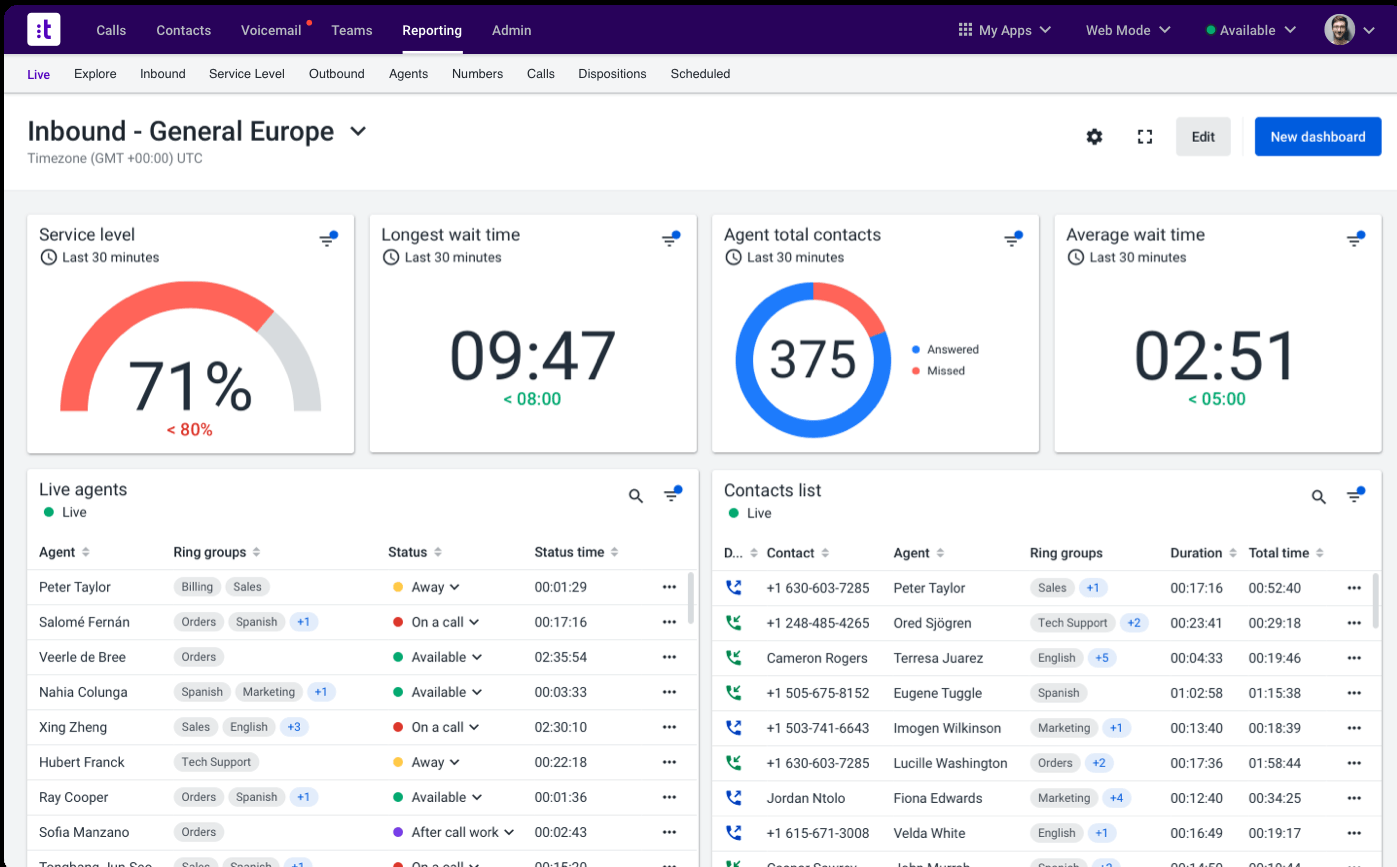 :t Calls Contacts Voicemail Teams Reporting Admin My Apps Web Mode Available
Live Explore Inbound Service Level Outbound Agents Numbers Calls Dispositions Scheduled
Inbound - General Europe
Timezone (GMT +00:00) UTC
Edit New dashboard
Service level
Last 30 minutes
71%
< 80%
Longest wait time
Last 30 minutes
09:47
< 08:00
Agent total contacts
Last 30 minutes
375
Answered
Missed
Average wait time
Last 30 minutes
02:51
< 05:00
Live agents
Live
Agent Ring groups Status Status time
Peter Taylor Billing Sales Away 00:01:29 •••
Salomé Fernán Orders Spanish +1 On a call 00:17:16 •••
Veerle de Bree Orders Available 02:35:54 •••
Nahia Colunga Spanish Marketing +1 Available 00:03:33 •••
Xing Zheng Sales English +3 On a call 02:30:10 •••
Hubert Franck Tech Support Away 00:22:18 •••
Ray Cooper Orders Spanish +1 Available 00:01:36 •••
Sofia Manzano Orders After call work 00:02:43 •••
Sales Spanish +1 On a call
Contacts list
Live
D... Contact Agent Ring groups Duration Total time
+1 630-603-7285 Peter Taylor Sales +1 00:17:16 00:52:40 •••
+1 248-485-4265 Ored Sjögren Tech Support +2 00:23:41 00:29:18 •••
Cameron Rogers Terresa Juarez English +5 00:04:33 00:19:46 •••
+1 505-675-8152 Eugene Tuggle Spanish 01:02:58 01:15:38 •••
+1 503-741-6643 Imogen Wilkinson Marketing +1 00:13:40 00:18:39 •••
+1 630-603-7285 Lucille Washington Orders +2 00:17:36 01:58:44 •••
Jordan Ntolo Fiona Edwards Marketing +4 00:12:40 00:34:25 •••
+1 615-671-3008 Velda White English +1 00:16:49 00:19:17 •••
Spanish